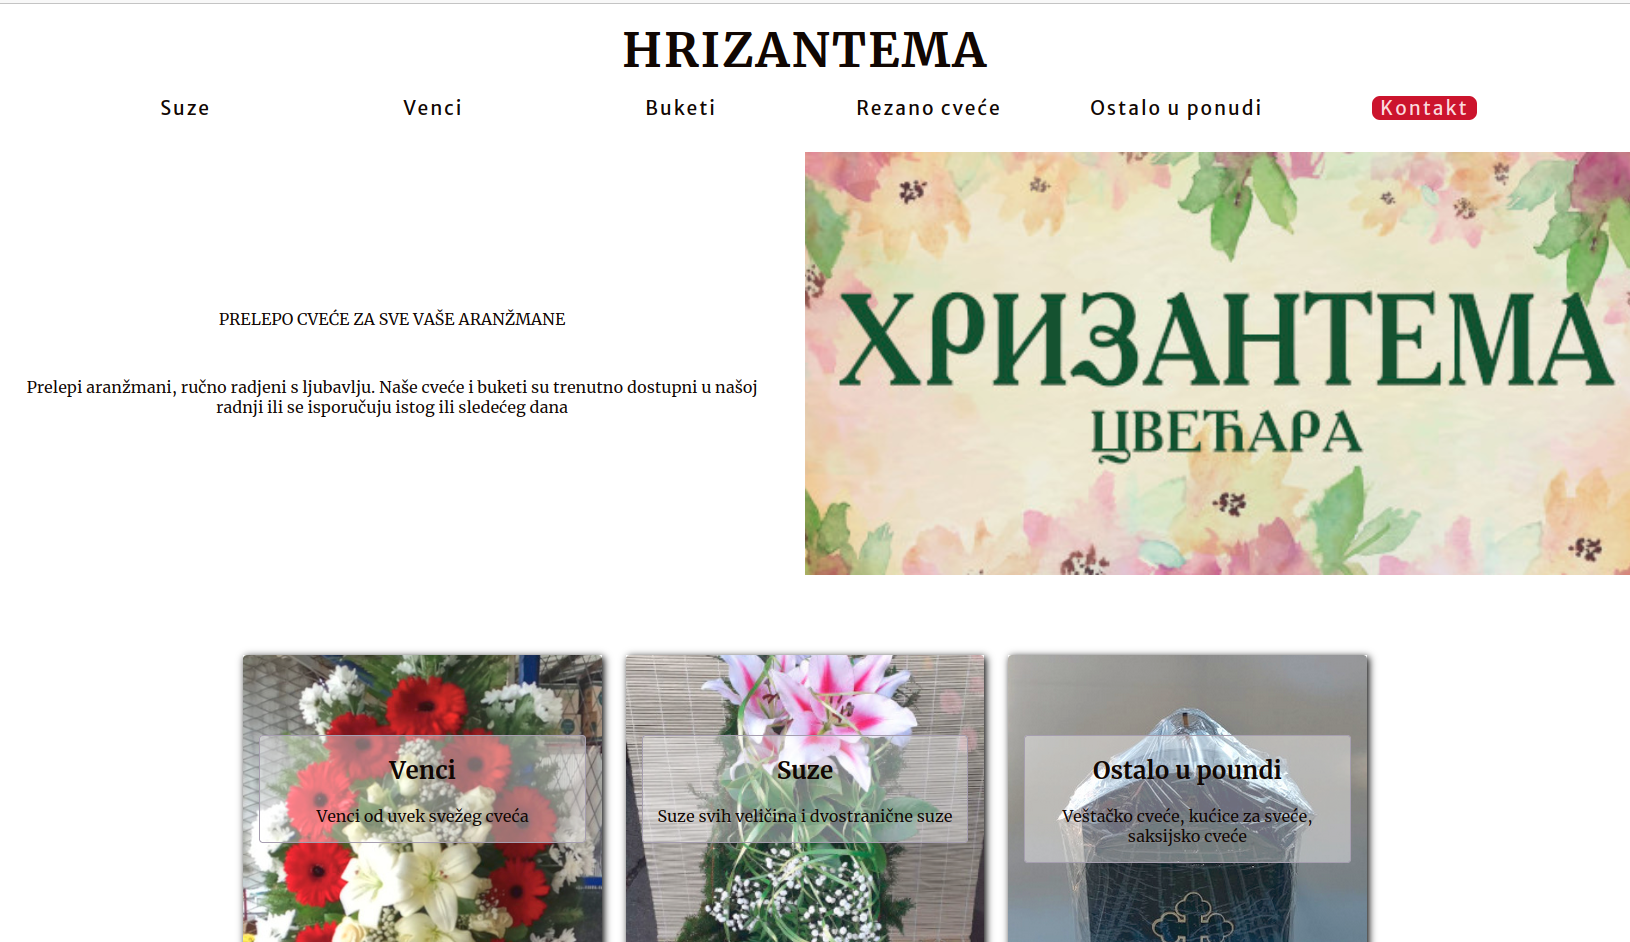 HRIZANTEMA
Suze
Venci
Buketi
Rezano cveće
Ostalo u ponudi
Kontakt
PRELEPO CVEĆE ZA SVE VAŠE ARANŽMANE
Prelepi aranžmani, ručno radjeni s ljubavlju. Naše cveće i buketi su trenutno dostupni u našoj
radnji ili se isporučuju istog ili sledećeg dana
ХРИЗАНТЕМА
ЦВЕЋАРА
Venci
Venci od uvek svežeg cveća
Suze
Suze svih veličina i dvostranične suze
Ostalo u poundi
Veštačko cveće, kućice za sveće,
saksijsko cveće